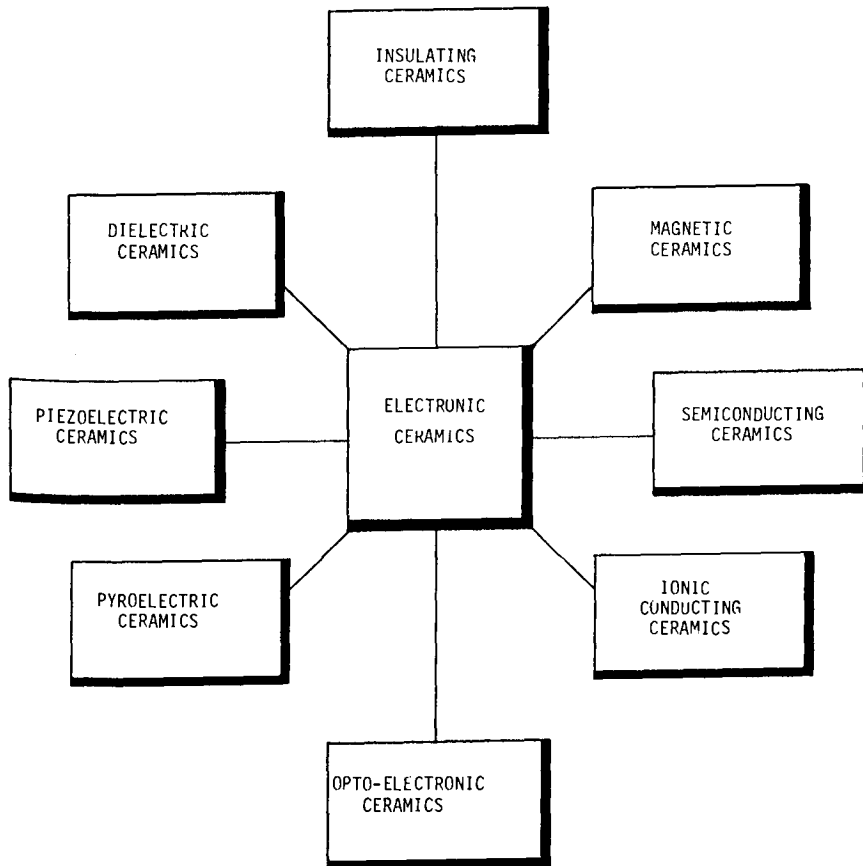 INSULATING
CERAMICS
DIELECTRIC
CERAMICS
MAGNETIC
CERAMICS
PIEZOELECTRIC
CERAMICS
ELECTRONIC
CERAMICS
SEMICONDUCTING
CERAMICS
PYROELECTRIC
CERAMICS
IONIC
CONDUCTING
CERAMICS
OPTO-ELECTRONIC
CERAMICS